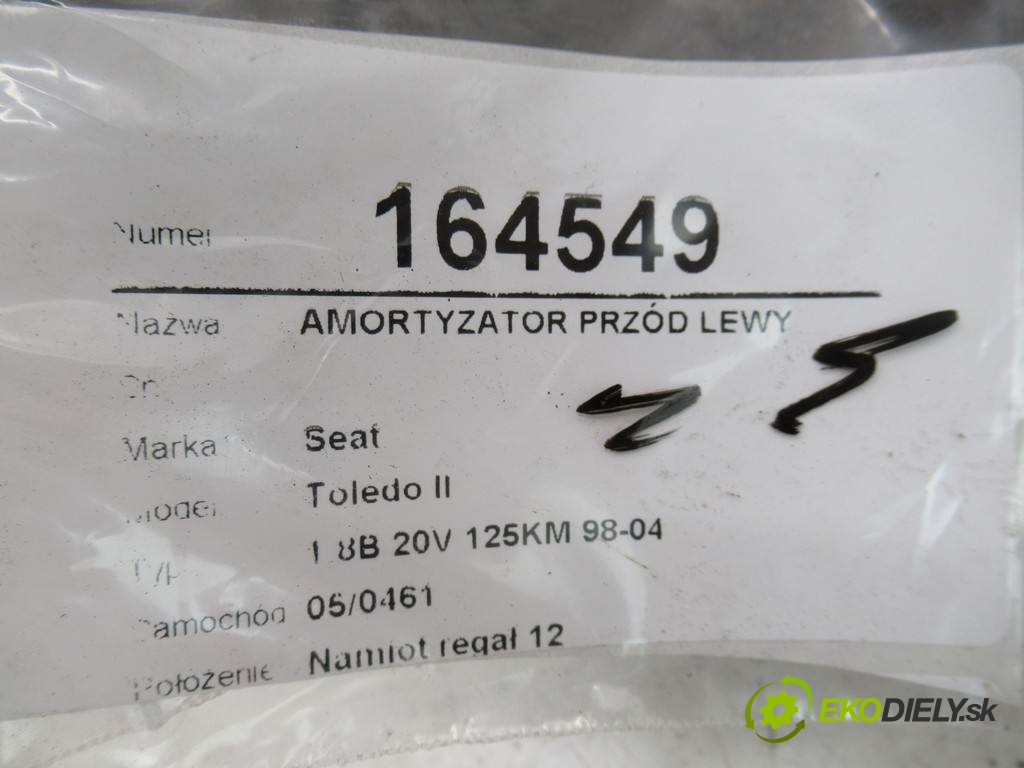 Numer 164549
Nazwa AMORTYZATOR PRZÓD LEWY
Marka Seat
Model Toledo II
Typ 1.8B 20V 125KM 98-04
Samochód 05/0461
Położenie Namiot regał 12
EKODIELY.sk